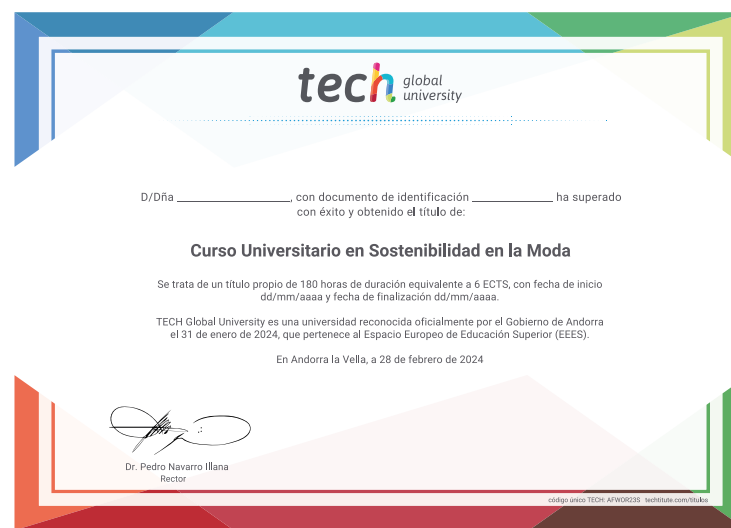 tech global university
D/Dña ____________________, con documento de identificación ______________ ha superado
con éxito y obtenido el título de:
Curso Universitario en Sostenibilidad en la Moda
Se trata de un título propio de 180 horas de duración equivalente a 6 ECTS, con fecha de inicio
dd/mm/aaaa y fecha de finalización dd/mm/aaaa.
TECH Global University es una universidad reconocida oficialmente por el Gobierno de Andorra
el 31 de enero de 2024, que pertenece al Espacio Europeo de Educación Superior (EEES).
En Andorra la Vella, a 28 de febrero de 2024
Dr. Pedro Navarro Illana
Rector
código único TECH: AFWOR23S techtitute.com/titulos